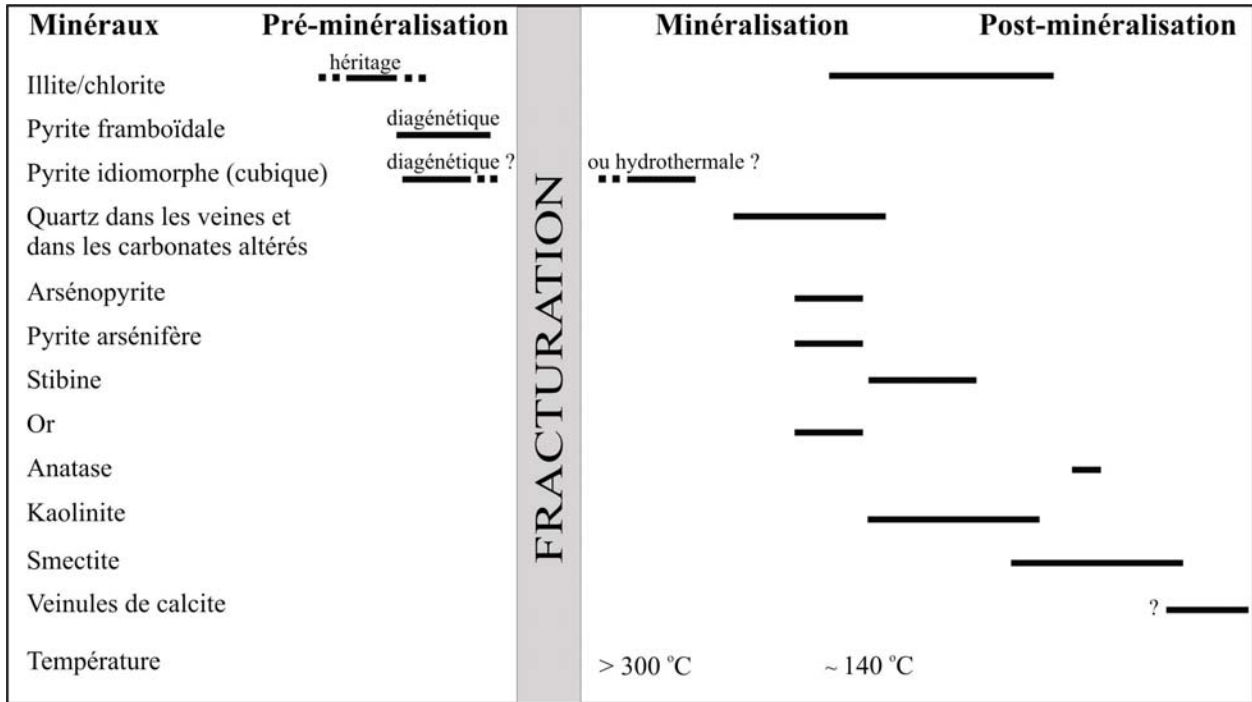 Minéraux Pré-minéralisation Minéralisation Post-minéralisation
héritage
Illite/chlorite
Pyrite framboïdale diagénétique
Pyrite idiomorphe (cubique) diagénétique ? ou hydrothermale ?
Quartz dans les veines et
dans les carbonates altérés
FRACTURATION
Arsénopyrite
Pyrite arsénifère
Stibine
Or
Anatase
Kaolinite
Smectite
Veinules de calcite ?
Température > 300 °C ~ 140 °C